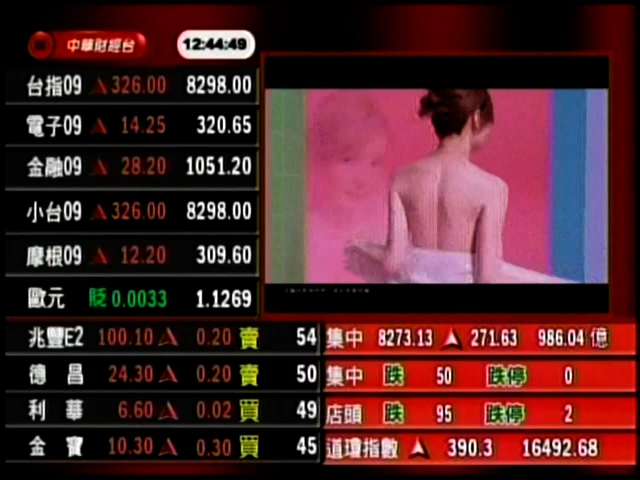 中華財經台 12:44:49
台指09 326.00 8298.00
電子09 14.25 320.65
金融09 28.20 1051.20
小台09 326.00 8298.00
摩根09 12.20 309.60
歐元 貶 0.0033 1.1269
兆豐E2 100.10 0.20 賣 54 集中 8273.13 271.63 986.04 億
德昌 24.30 0.20 賣 50 集中 跌 50 跌停 0
利華 6.60 0.02 買 49 店頭 跌 95 跌停 2
金寶 10.30 0.30 買 45 道瓊指數 390.3 16492.68